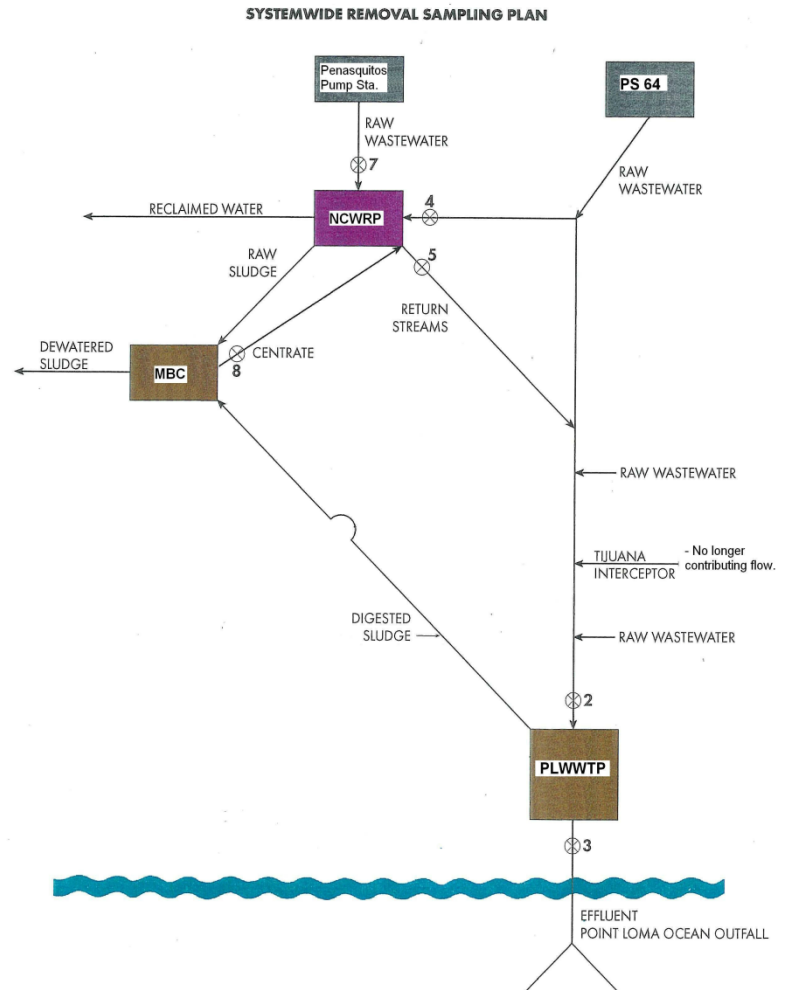 SYSTEMWIDE REMOVAL SAMPLING PLAN
Penasquitos
Pump Sta.
PS 64
RAW
WASTEWATER
7
RAW
WASTEWATER
4
RECLAIMED WATER
NCWRP
5
RAW
SLUDGE
RETURN
STREAMS
DEWATERED
SLUDGE
CENTRATE
8
MBC
RAW WASTEWATER
TIJUANA
INTERCEPTOR
- No longer
contributing flow.
DIGESTED
SLUDGE
RAW WASTEWATER
2
PLWWTP
3
EFFLUENT
POINT LOMA OCEAN OUTFALL